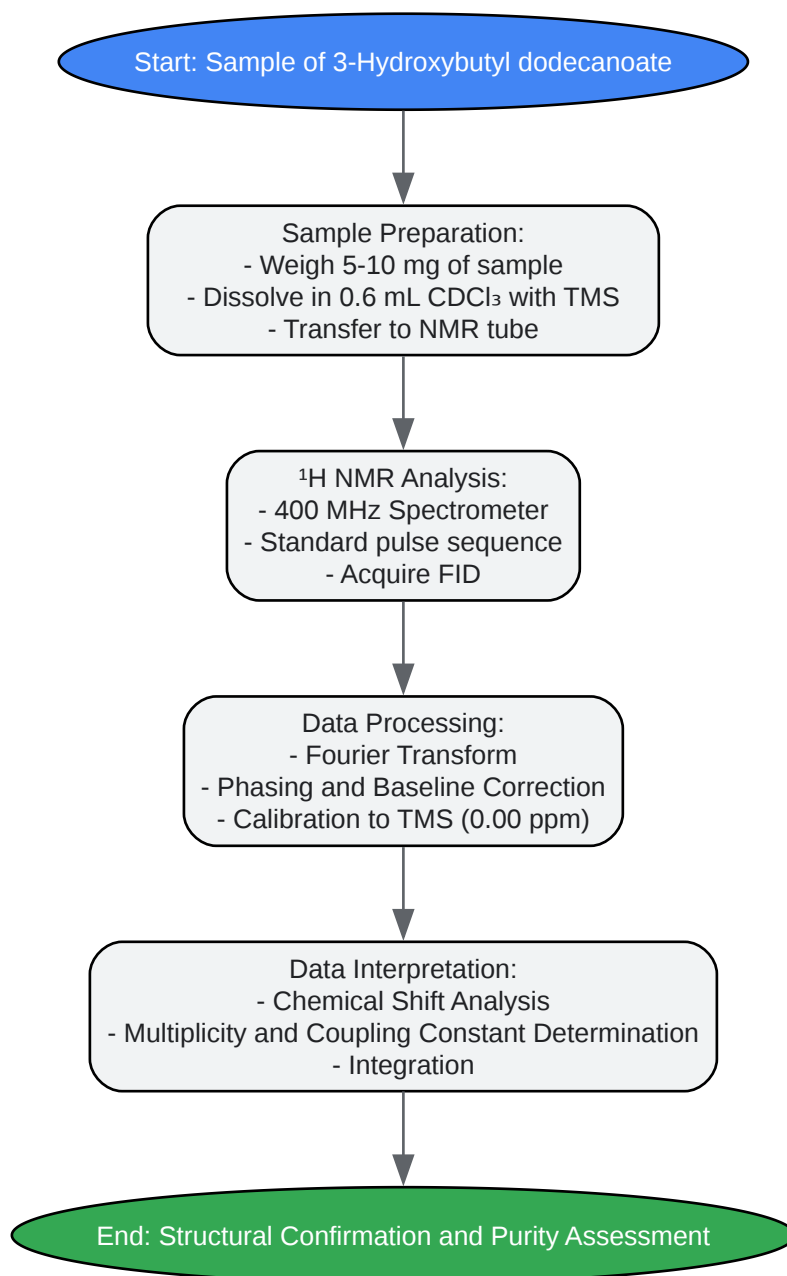 Start: Sample of 3-Hydroxybutyl dodecanoate
Sample Preparation:
- Weigh 5-10 mg of sample
- Dissolve in 0.6 mL CDCl₃ with TMS
- Transfer to NMR tube
¹H NMR Analysis:
- 400 MHz Spectrometer
- Standard pulse sequence
- Acquire FID
Data Processing:
- Fourier Transform
- Phasing and Baseline Correction
- Calibration to TMS (0.00 ppm)
Data Interpretation:
- Chemical Shift Analysis
- Multiplicity and Coupling Constant Determination
- Integration
End: Structural Confirmation and Purity Assessment